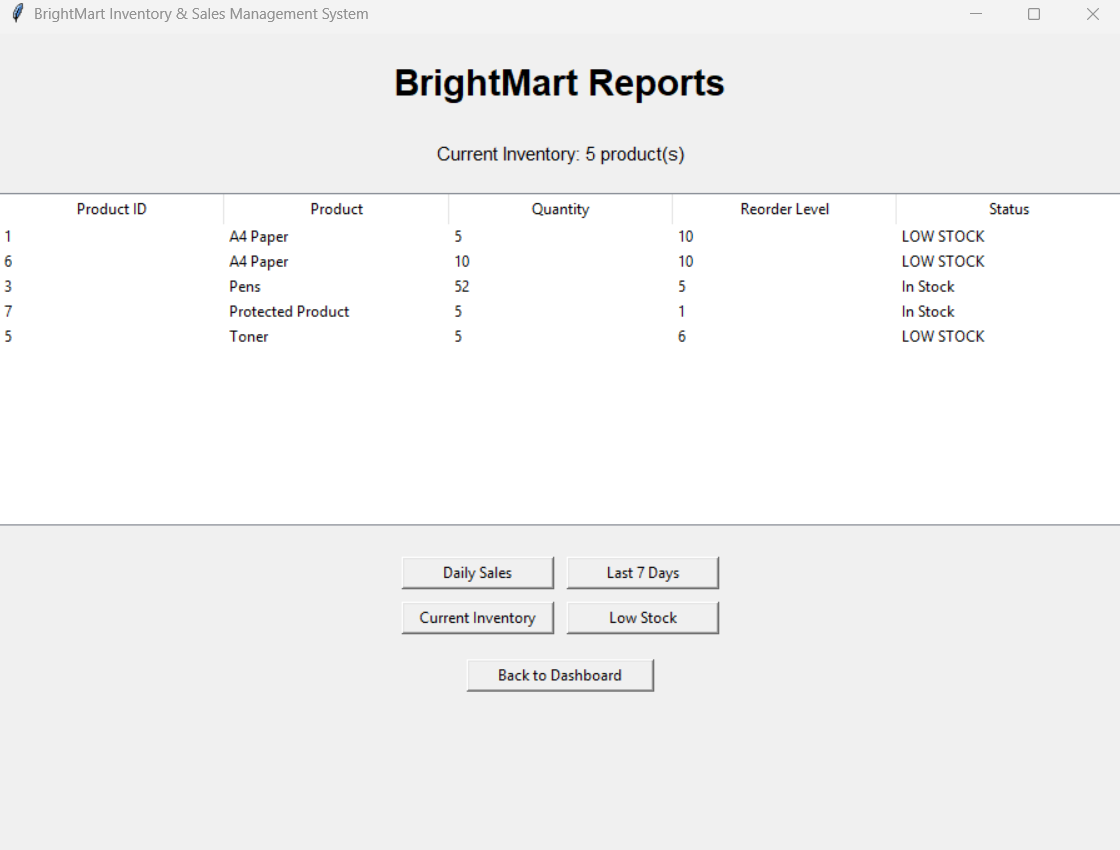 BrightMart Inventory & Sales Management System
BrightMart Reports
Current Inventory: 5 product(s)
Product ID Product Quantity Reorder Level Status
1 A4 Paper 5 10 LOW STOCK
6 A4 Paper 10 10 LOW STOCK
3 Pens 52 5 In Stock
7 Protected Product 5 1 In Stock
5 Toner 5 6 LOW STOCK
Daily Sales Last 7 Days
Current Inventory Low Stock
Back to Dashboard